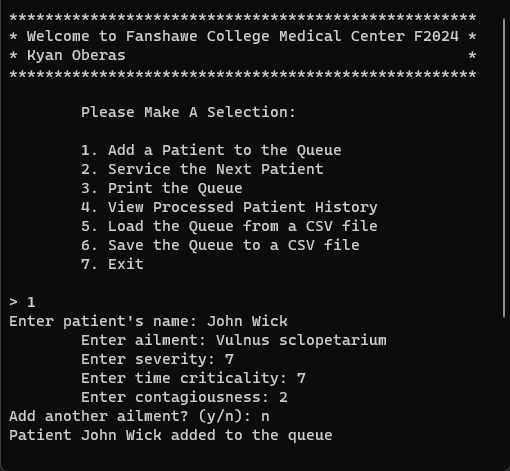 ****************************************************
* Welcome to Fanshawe College Medical Center F2024 *
* Kyan Oberas                                      *
****************************************************
        Please Make A Selection:
        1. Add a Patient to the Queue
        2. Service the Next Patient
        3. Print the Queue
        4. View Processed Patient History
        5. Load the Queue from a CSV file
        6. Save the Queue to a CSV file
        7. Exit
> 1
Enter patient's name: John Wick
        Enter ailment: Vulnus sclopetarium
        Enter severity: 7
        Enter time criticality: 7
        Enter contagiousness: 2
Add another ailment? (y/n): n
Patient John Wick added to the queue